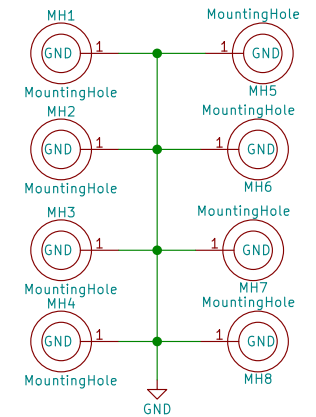 MH1
GND 1
MountingHole
MountingHole
1 GND
MH5
MH2
GND 1
MountingHole
MountingHole
1 GND
MH6
MH3
GND 1
MountingHole
MountingHole
1 GND
MH7
MH4
GND 1
MountingHole
MountingHole
1 GND
MH8
GND